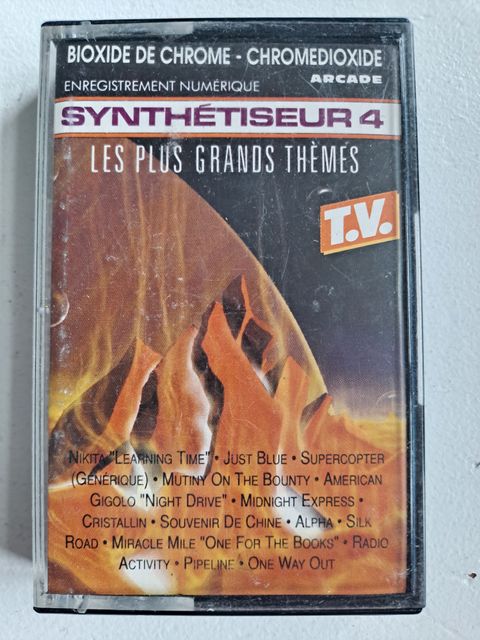 BIOXIDE DE CHROME - CHROMEDIOXIDE
ARCADE
ENREGISTREMENT NUMÉRIQUE
SYNTHÉTISEUR 4
LES PLUS GRANDS THÈMES
T.V.
NIKITA "LEARNING TIME" • JUST BLUE • SUPERCOPTER
(GÉNÉRIQUE) • MUTINY ON THE BOUNTY • AMERICAN
GIGOLO "NIGHT DRIVE" • MIDNIGHT EXPRESS •
CRISTALLIN • SOUVENIR DE CHINE • ALPHA • SILK
ROAD • MIRACLE MILE "ONE FOR THE BOOKS" • RADIO
ACTIVITY • PIPELINE • ONE WAY OUT